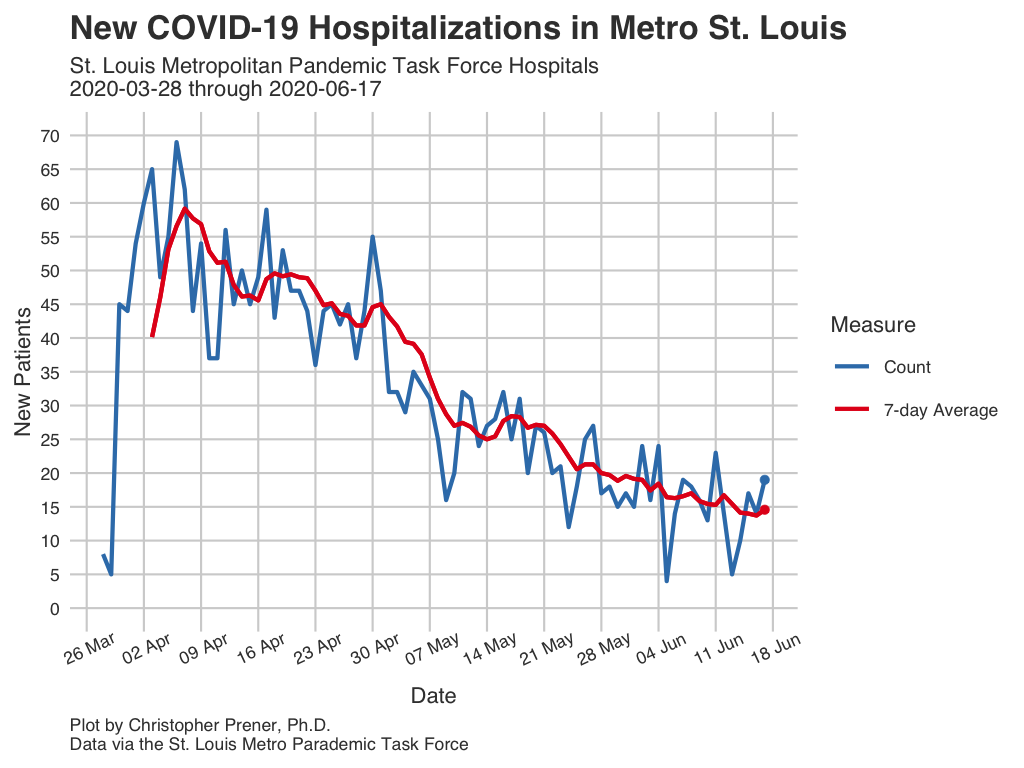 New COVID-19 Hospitalizations in Metro St. Louis
St. Louis Metropolitan Pandemic Task Force Hospitals
2020-03-28 through 2020-06-17
70
65
60
55
50
45
40
35
30
25
20
15
10
5
0
New Patients
26 Mar
02 Apr
09 Apr
16 Apr
23 Apr
30 Apr
07 May
14 May
21 May
28 May
04 Jun
11 Jun
18 Jun
Date
Measure
Count
7-day Average
Plot by Christopher Prener, Ph.D.
Data via the St. Louis Metro Parademic Task Force